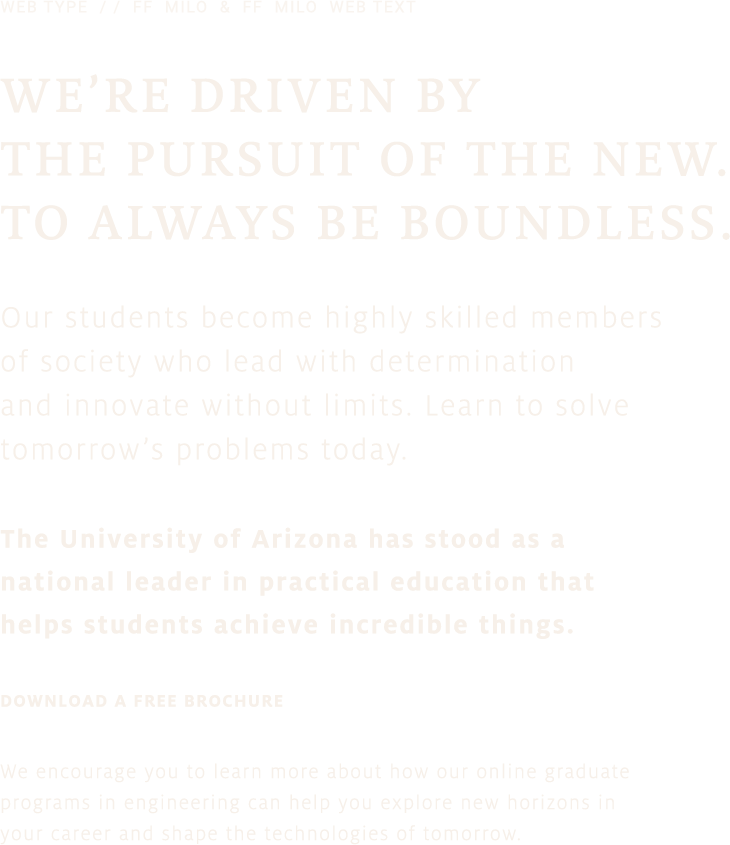 WEB TYPE // FF MILO & FF MILO WEB TEXT
WE’RE DRIVEN BY
THE PURSUIT OF THE NEW.
TO ALWAYS BE BOUNDLESS.
Our students become highly skilled members
of society who lead with determination
and innovate without limits. Learn to solve
tomorrow’s problems today.
The University of Arizona has stood as a
national leader in practical education that
helps students achieve incredible things.
DOWNLOAD A FREE BROCHURE
We encourage you to learn more about how our online graduate
programs in engineering can help you explore new horizons in
your career and shape the technologies of tomorrow.